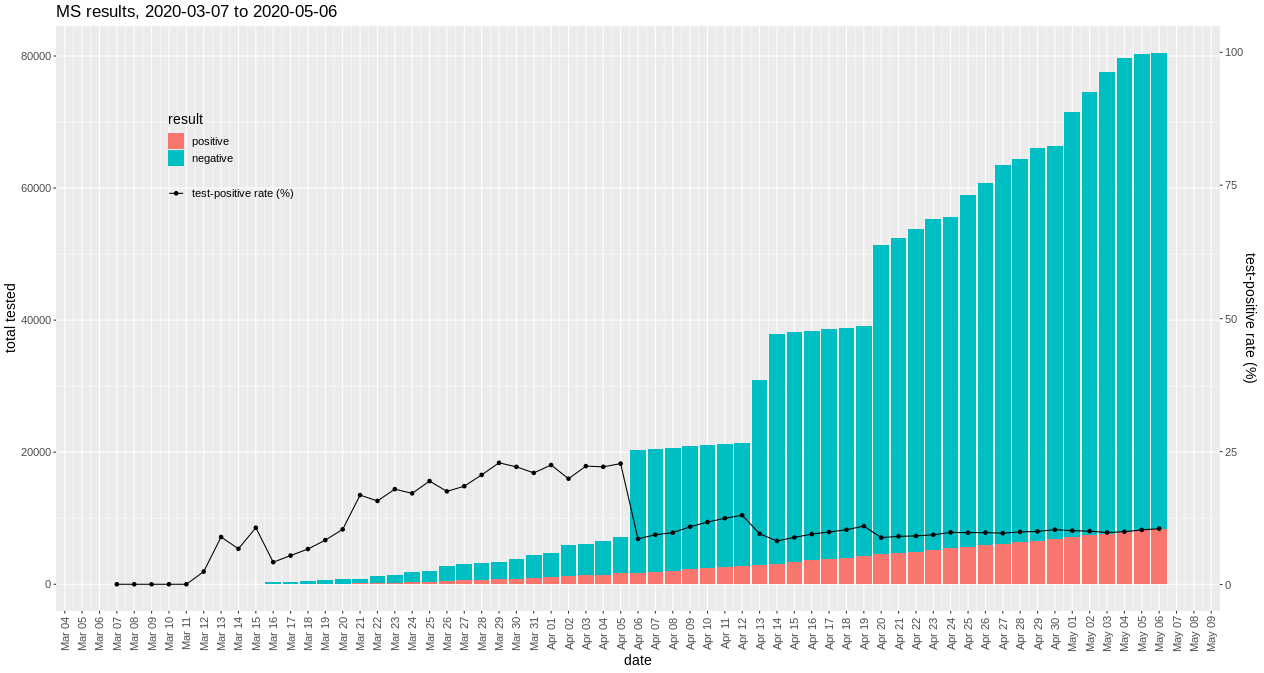 MS results, 2020-03-07 to 2020-05-06
80000
60000
40000
20000
0
total tested
result
positive
negative
test-positive rate (%)
100
75
50
25
0
test-positive rate (%)
Mar 04
Mar 05
Mar 06
Mar 07
Mar 08
Mar 09
Mar 10
Mar 11
Mar 12
Mar 13
Mar 14
Mar 15
Mar 16
Mar 17
Mar 18
Mar 19
Mar 20
Mar 21
Mar 22
Mar 23
Mar 24
Mar 25
Mar 26
Mar 27
Mar 28
Mar 29
Mar 30
Mar 31
Apr 01
Apr 02
Apr 03
Apr 04
Apr 05
Apr 06
Apr 07
Apr 08
Apr 09
Apr 10
Apr 11
Apr 12
Apr 13
Apr 14
Apr 15
Apr 16
Apr 17
Apr 18
Apr 19
Apr 20
Apr 21
Apr 22
Apr 23
Apr 24
Apr 25
Apr 26
Apr 27
Apr 28
Apr 29
Apr 30
May 01
May 02
May 03
May 04
May 05
May 06
May 07
May 08
May 09
date